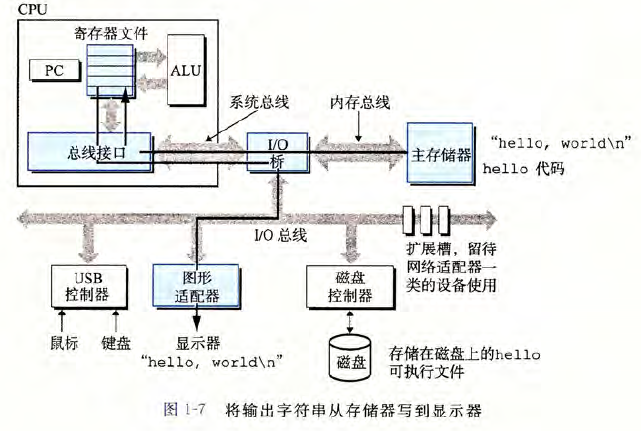 CPU
寄存器文件
PC
ALU
系统总线
内存总线
总线接口
I/O
桥
主存储器
"hello, world\n"
hello 代码
I/O 总线
扩展槽，留待
网络适配器一
类的设备使用
USB
控制器
图形
适配器
磁盘
控制器
鼠标
键盘
显示器
"hello, world\n"
磁盘
存储在磁盘上的hello
可执行文件
图 1-7 将输出字符串从存储器写到显示器